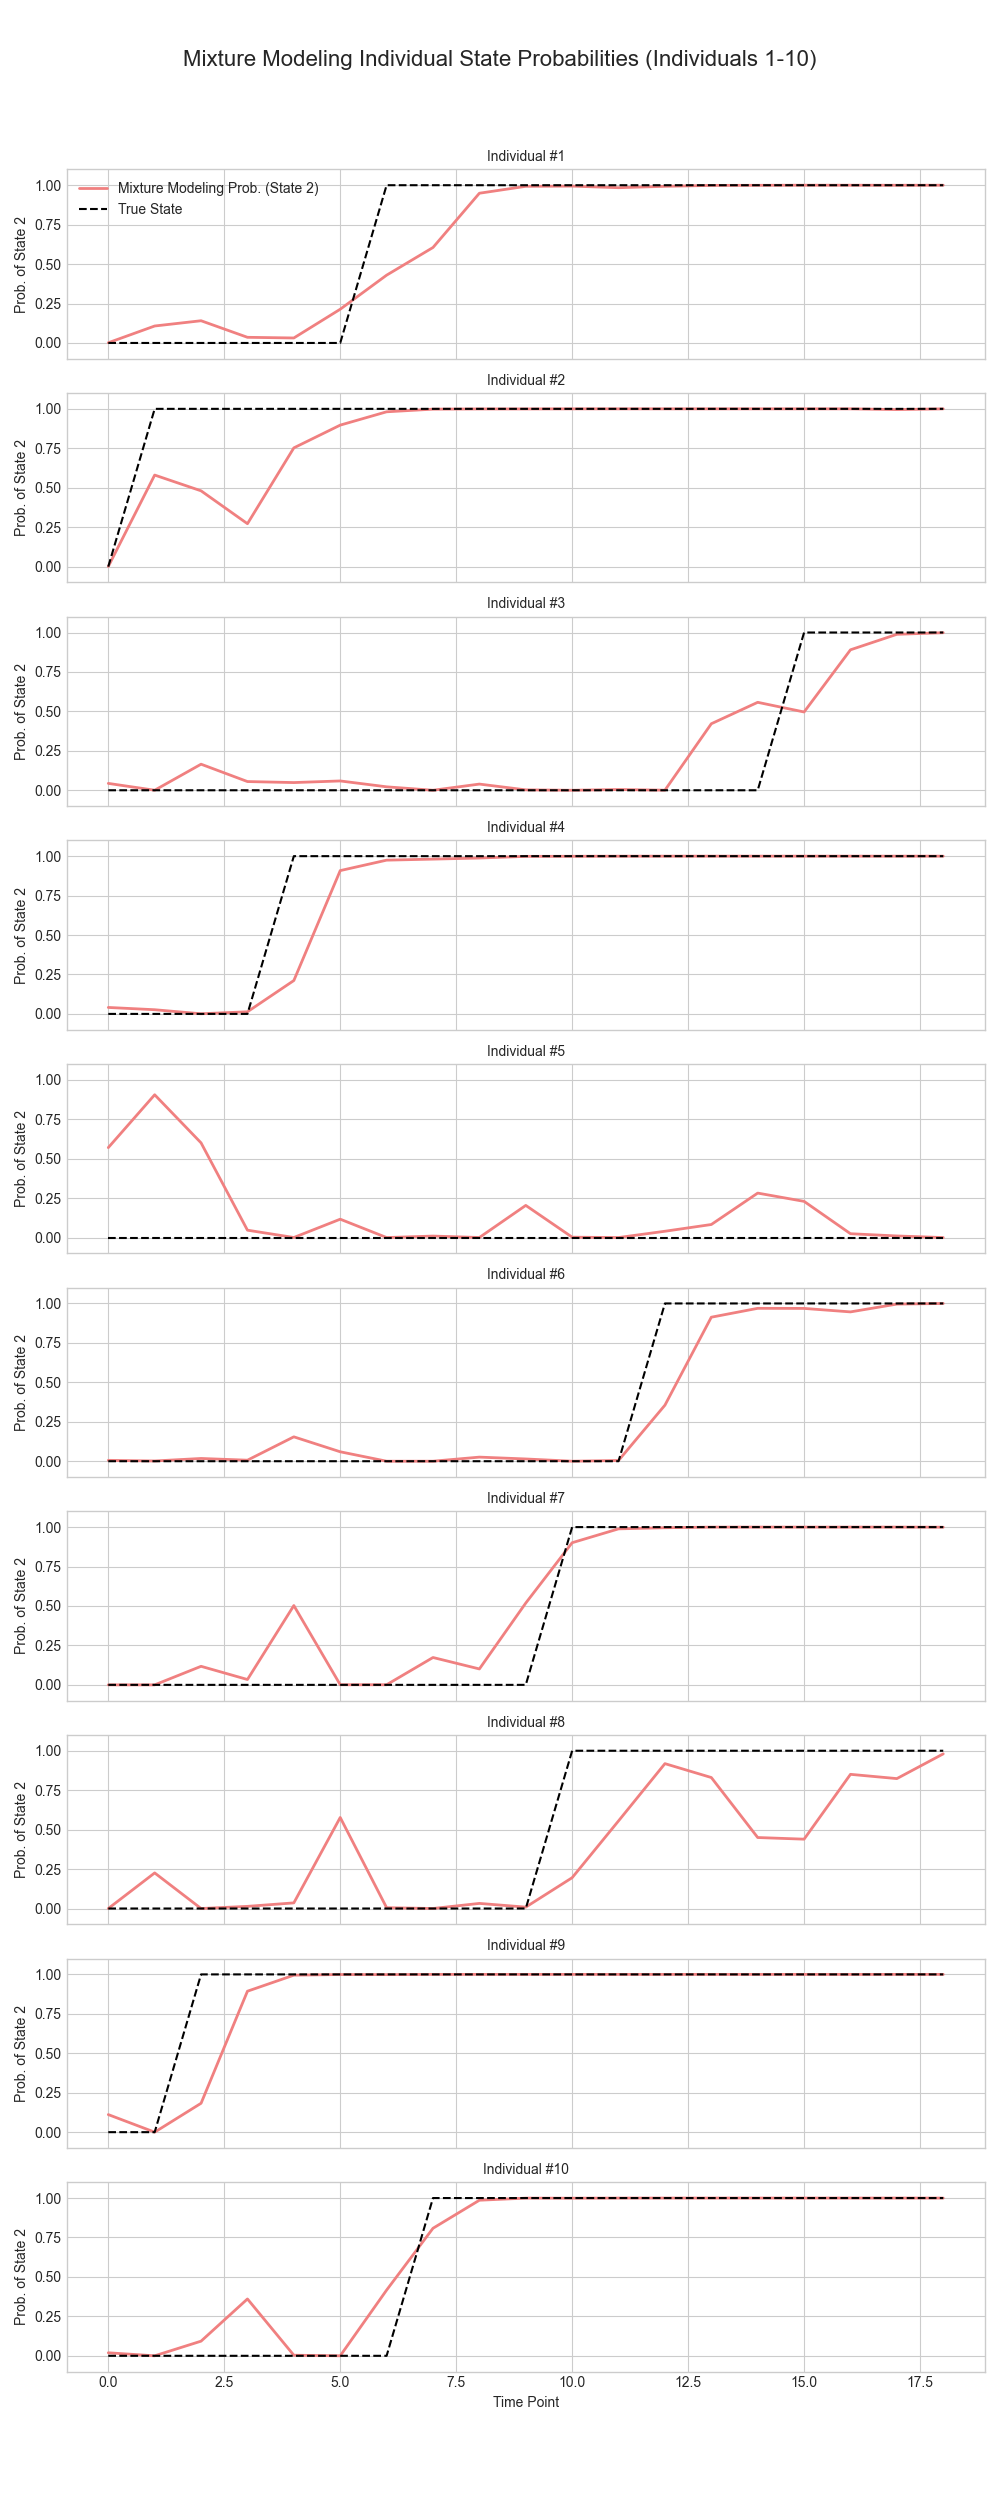 Mixture Modeling Individual State Probabilities (Individuals 1-10)
Individual #1
Mixture Modeling Prob. (State 2)
True State
1.00
0.75
0.50
0.25
0.00
Prob. of State 2
Individual #2
1.00
0.75
0.50
0.25
0.00
Prob. of State 2
Individual #3
1.00
0.75
0.50
0.25
0.00
Prob. of State 2
Individual #4
1.00
0.75
0.50
0.25
0.00
Prob. of State 2
Individual #5
1.00
0.75
0.50
0.25
0.00
Prob. of State 2
Individual #6
1.00
0.75
0.50
0.25
0.00
Prob. of State 2
Individual #7
1.00
0.75
0.50
0.25
0.00
Prob. of State 2
Individual #8
1.00
0.75
0.50
0.25
0.00
Prob. of State 2
Individual #9
1.00
0.75
0.50
0.25
0.00
Prob. of State 2
Individual #10
1.00
0.75
0.50
0.25
0.00
Prob. of State 2
0.0 2.5 5.0 7.5 10.0 12.5 15.0 17.5
Time Point